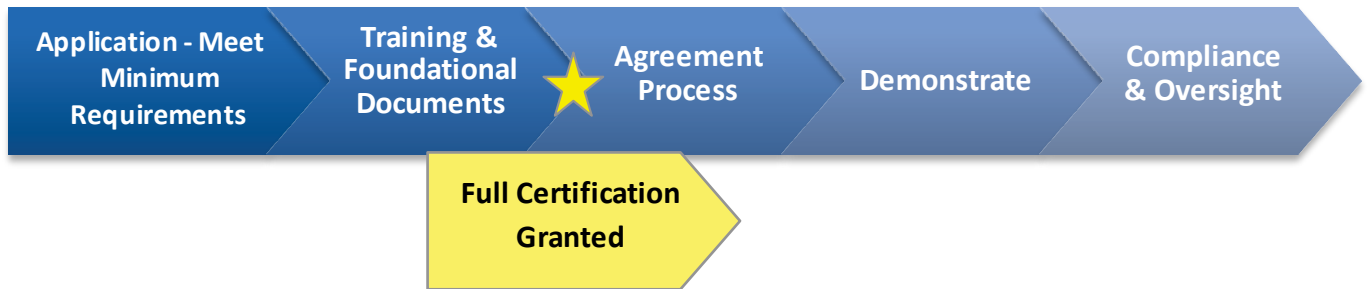 Application - Meet
Minimum
Requirements
Training &
Foundational
Documents
Agreement
Process
Demonstrate
Compliance
& Oversight
Full Certification
Granted